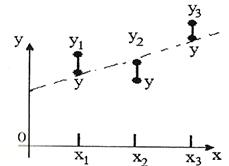 y₃
y y₁ y₂
y
y y
0
x₁ x₂ x₃ x